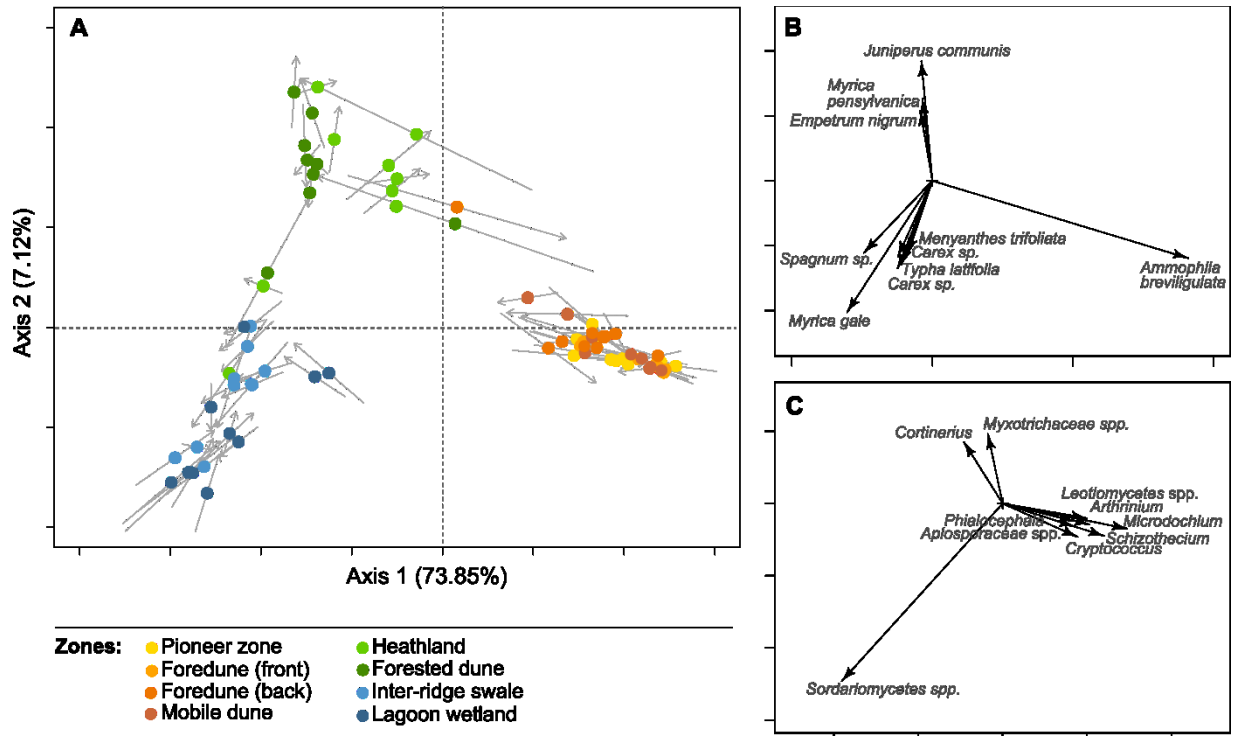 A
Axis 2 (7.12%)
Axis 1 (73.85%)
Zones:
Pioneer zone
Foredune (front)
Foredune (back)
Mobile dune
Heathland
Forested dune
Inter-ridge swale
Lagoon wetland
B
Juniperus communis
Myrica
pensylvanica
Empetrum nigrum
Menyanthes trifoliata
Spagnum sp.
Carex sp.
Typha latifolia
Carex sp.
Ammophila
breviligulata
Myrica gale
C
Cortinerius
Myxotrichaceae spp.
Leotiomycetes spp.
Arthrinium
Phialocephala
Microdochium
Aplosporaceae spp.
Schizothecium
Cryptococcus
Sordariomycetes spp.